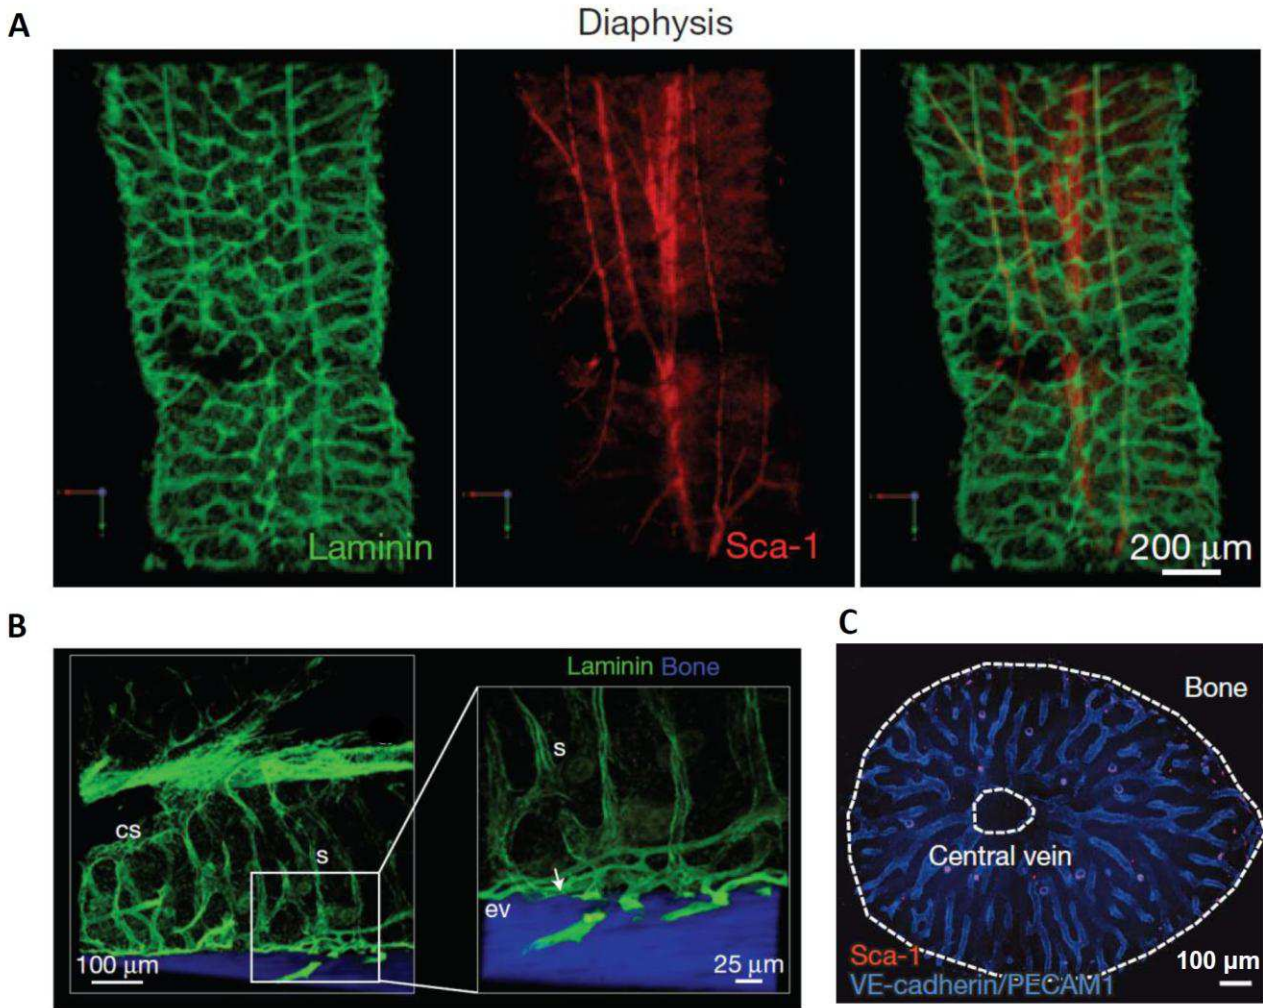 A
Diaphysis
Laminin
Sca-1
200 µm
B
Laminin Bone
cs
s
100 µm
s
ev
25 µm
C
Bone
Central vein
Sca-1
VE-cadherin/PECAM1
100 µm